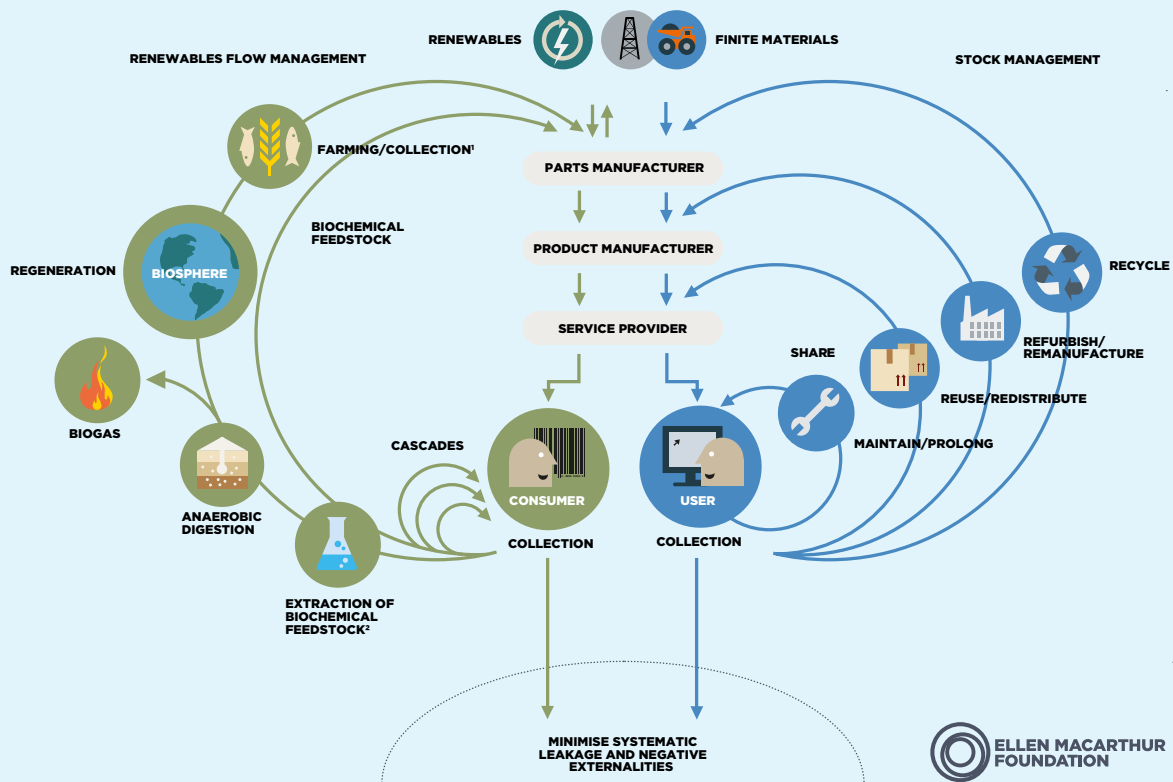 RENEWABLES
FINITE MATERIALS
RENEWABLES FLOW MANAGEMENT
STOCK MANAGEMENT
FARMING/COLLECTION¹
PARTS MANUFACTURER
BIOCHEMICAL
FEEDSTOCK
PRODUCT MANUFACTURER
REGENERATION
BIOSPHERE
RECYCLE
SERVICE PROVIDER
SHARE
REFURBISH/
REMANUFACTURE
REUSE/REDISTRIBUTE
BIOGAS
CASCADES
MAINTAIN/PROLONG
CONSUMER
USER
ANAEROBIC
DIGESTION
COLLECTION
COLLECTION
EXTRACTION OF
BIOCHEMICAL
FEEDSTOCK²
MINIMISE SYSTEMATIC
LEAKAGE AND NEGATIVE
EXTERNALITIES
ELLEN MACARTHUR
FOUNDATION